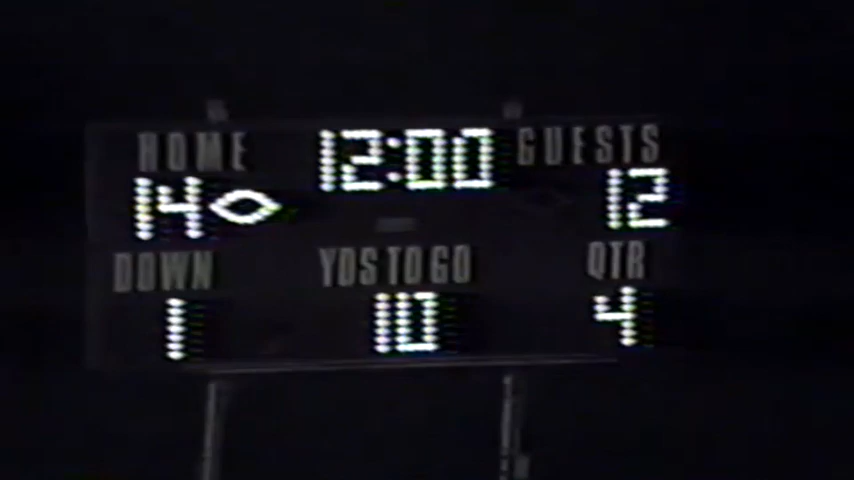 HOME 12:00 GUESTS
14 12
DOWN YDS TO GO QTR
1 10 4